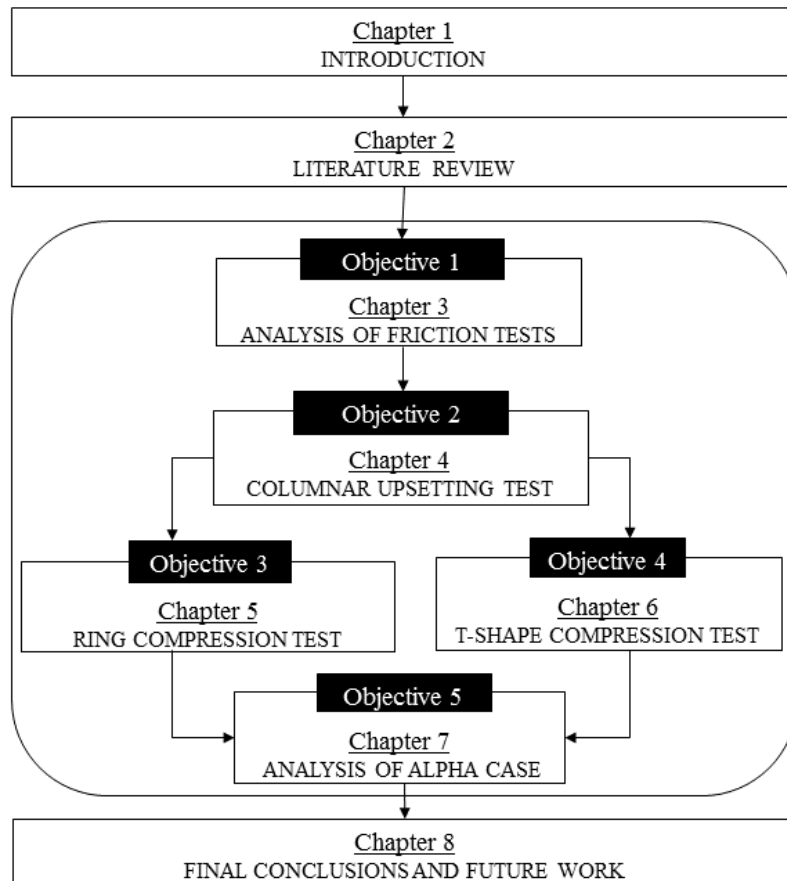 Chapter 1
INTRODUCTION
Chapter 2
LITERATURE REVIEW
Objective 1
Chapter 3
ANALYSIS OF FRICTION TESTS
Objective 2
Chapter 4
COLUMNAR UPSETTING TEST
Objective 3
Chapter 5
RING COMPRESSION TEST
Objective 4
Chapter 6
T-SHAPE COMPRESSION TEST
Objective 5
Chapter 7
ANALYSIS OF ALPHA CASE
Chapter 8
FINAL CONCLUSIONS AND FUTURE WORK